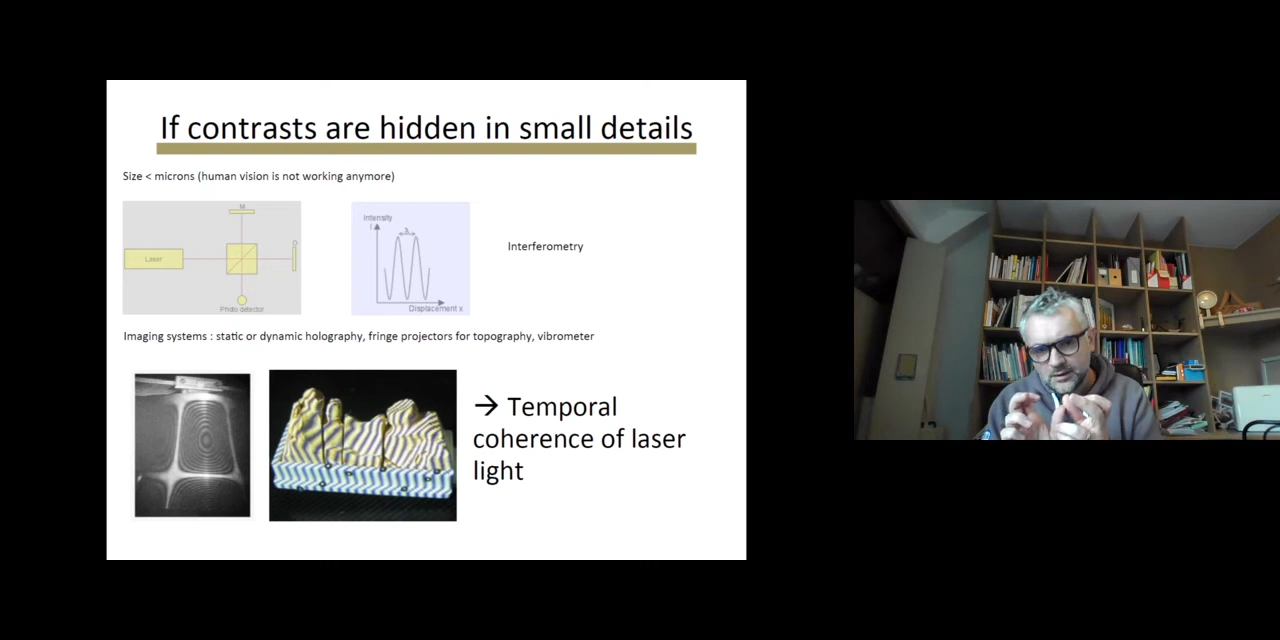 If contrasts are hidden in small details
Size < microns (human vision is not working anymore)
M
Laser
Photo detector
Intensity
I
λ
Displacement x
Interferometry
Imaging systems : static or dynamic holography, fringe projectors for topography, vibrometer
→ Temporal
coherence of laser
light